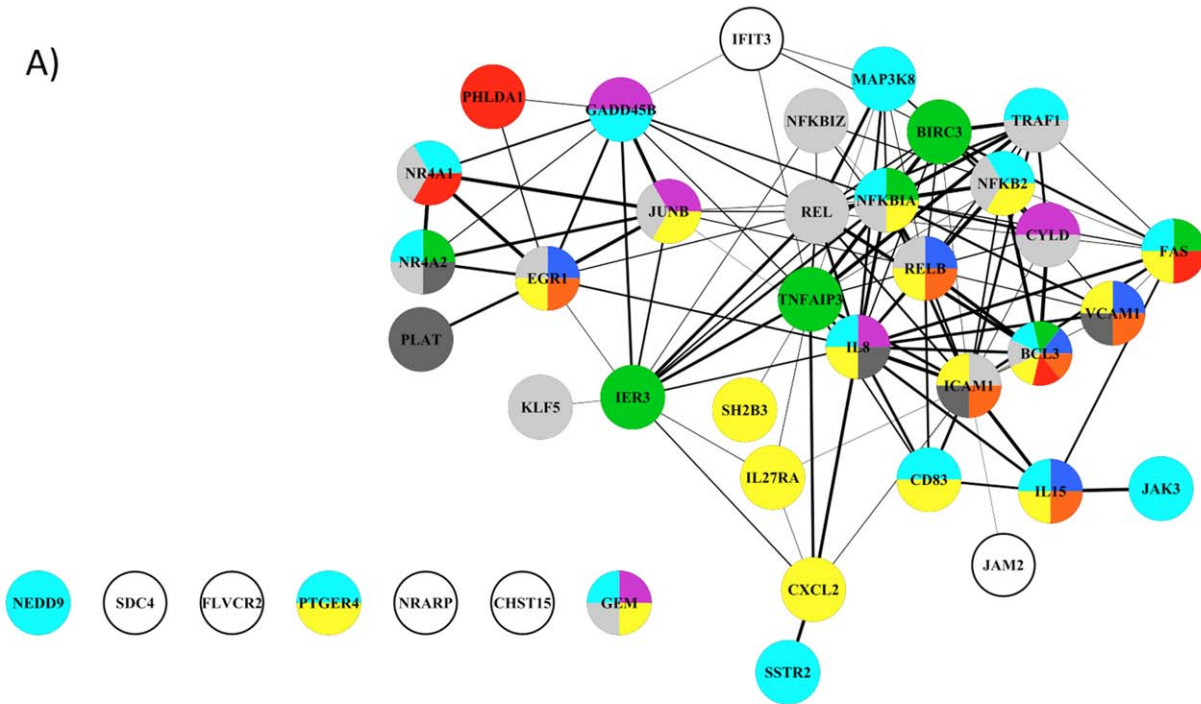 A)
IFIT3
PHLDA1
GADD45B
MAP3K8
NFKBIZ
BIRC3
TRAF1
NR4A1
JUNB
REL
NFKBIA
NFKB2
CYLD
NR4A2
EGR1
RELB
FAS
PLAT
TNFAIP3
VCAM1
IL8
BCL3
KLF5
IER3
SH2B3
ICAM1
IL27RA
CD83
IL15
JAK3
JAM2
CXCL2
NEDD9
SDC4
FLVCR2
PTGER4
NRARP
CHST15
GEM
SSTR2